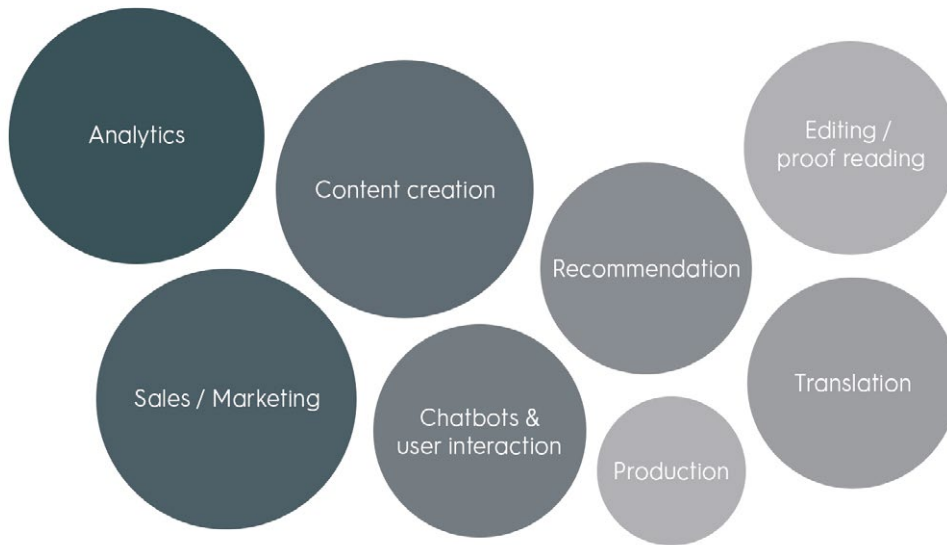 Analytics
Content creation
Editing /
proof reading
Recommendation
Sales / Marketing
Chatbots &
user interaction
Translation
Production